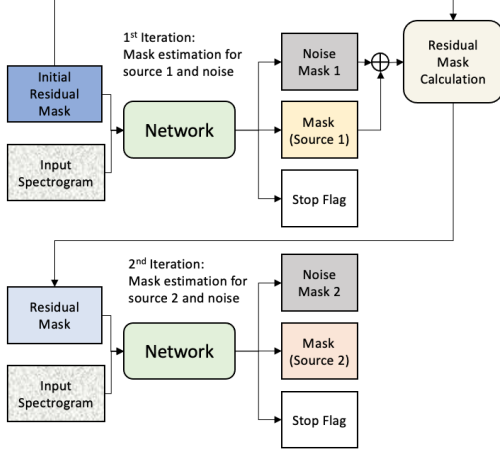 1st Iteration:
Mask estimation for
source 1 and noise
Initial
Residual
Mask
Input
Spectrogram
Network
Noise
Mask 1
Mask
(Source 1)
Stop Flag
Residual
Mask
Calculation
2nd Iteration:
Mask estimation for
source 2 and noise
Residual
Mask
Input
Spectrogram
Network
Noise
Mask 2
Mask
(Source 2)
Stop Flag